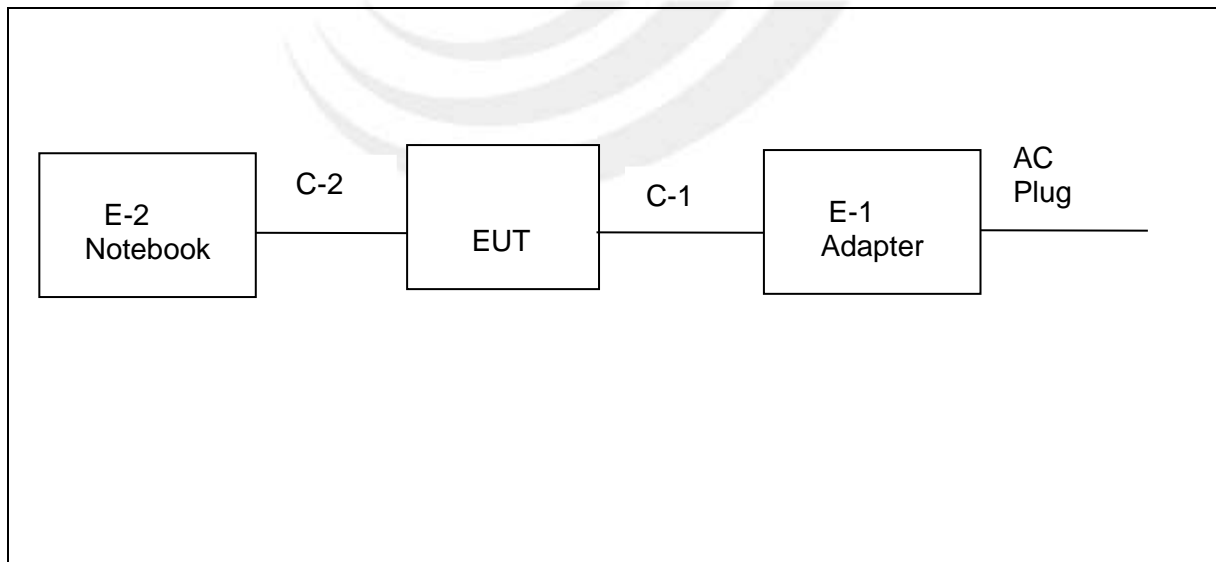 E-2
Notebook
C-2
EUT
C-1
E-1
Adapter
AC
Plug